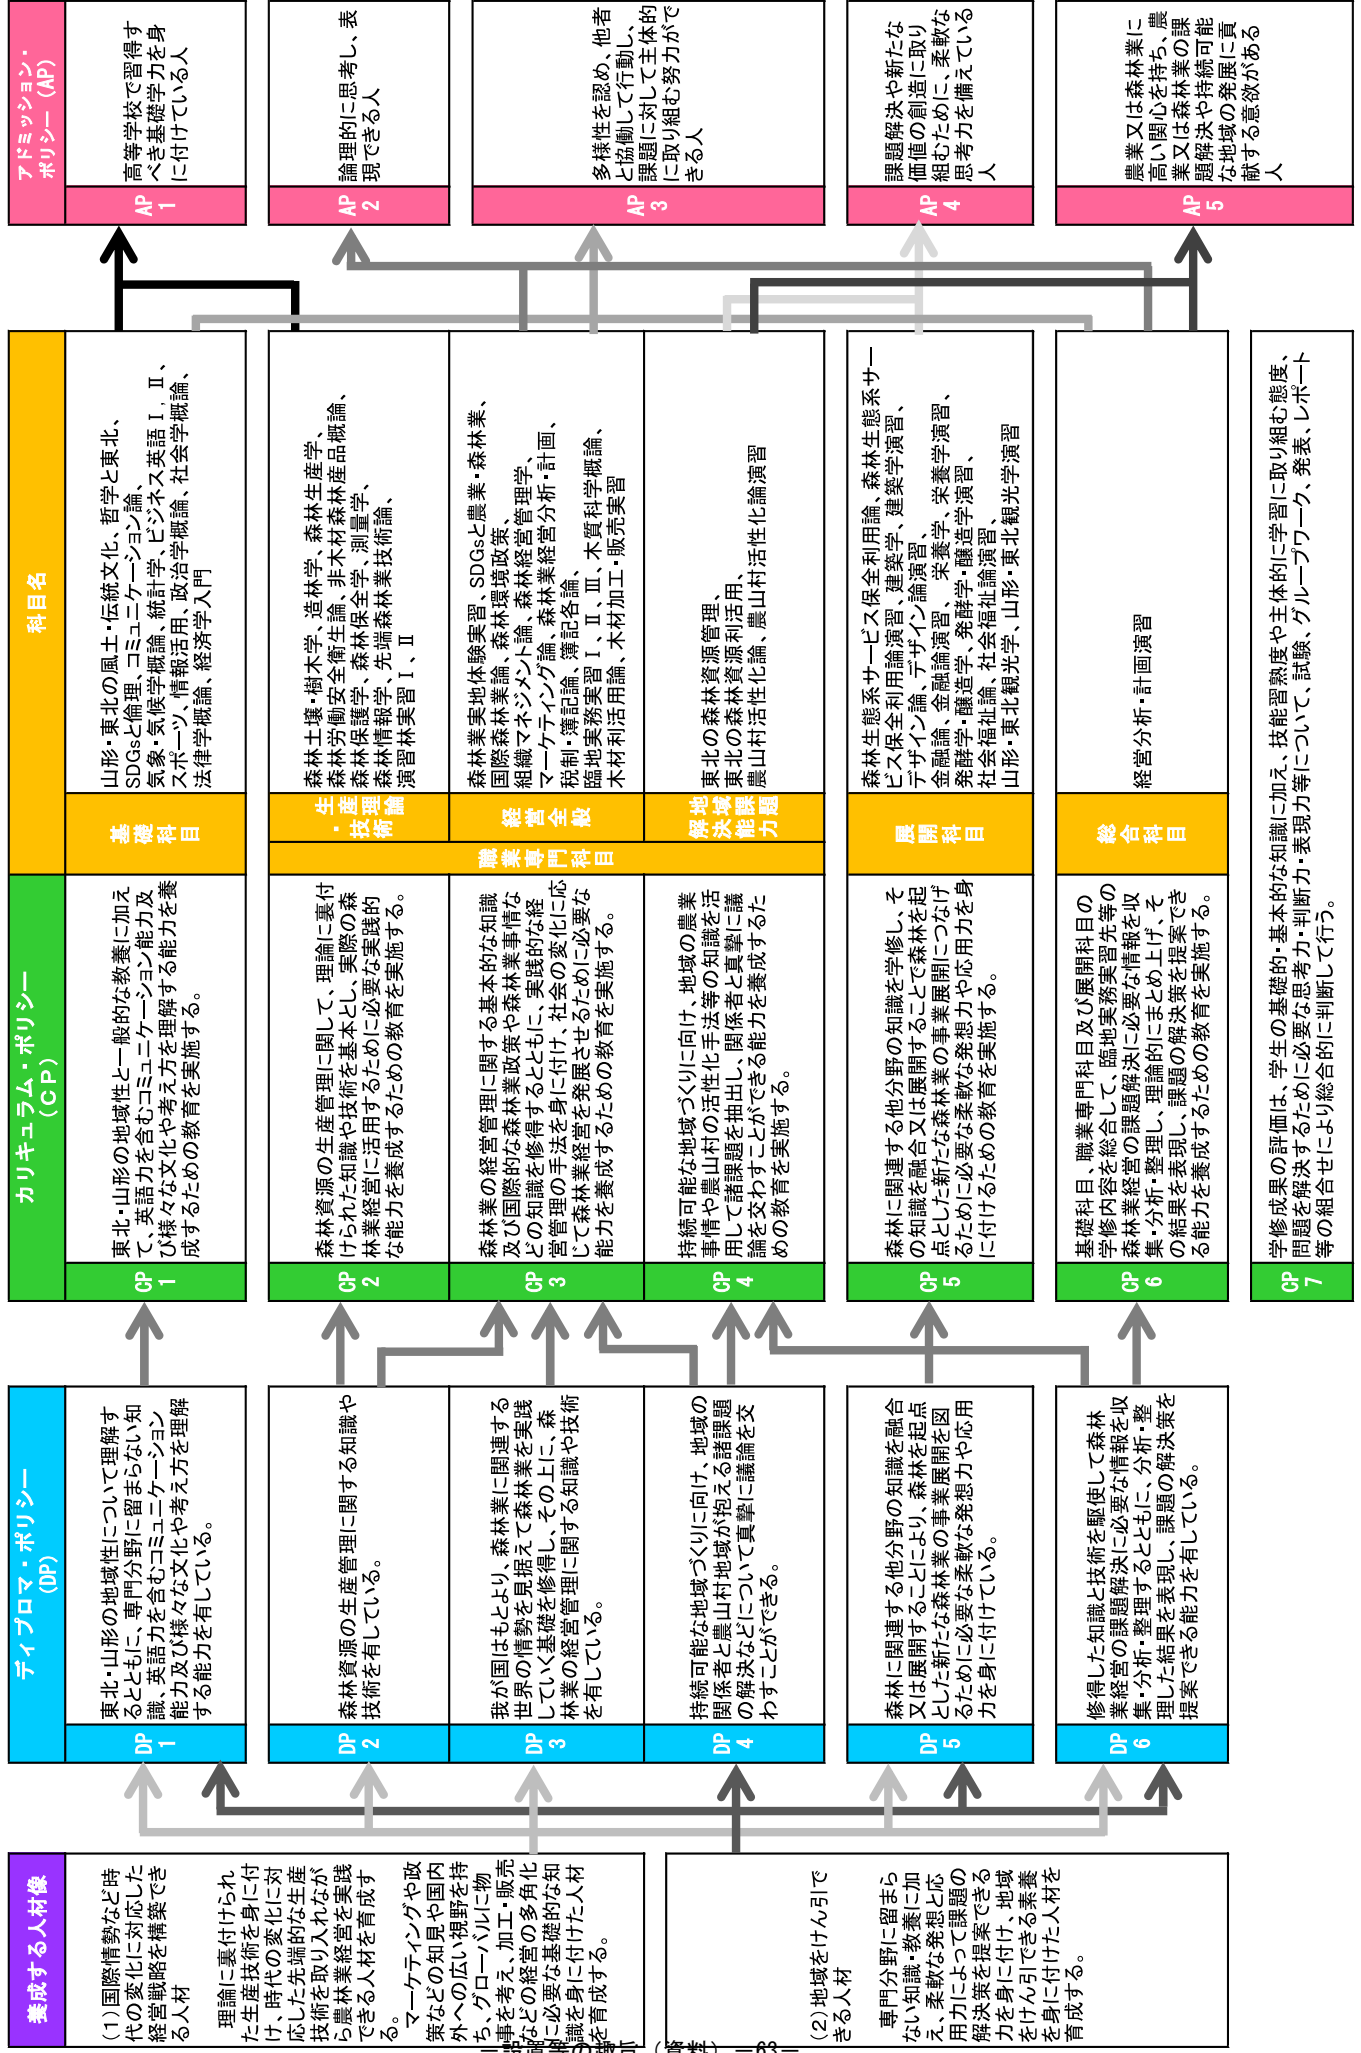 養成する人材像
（１）国際情勢など時
代の変化に対応した
経営戦略を構築でき
る人材
理論に裏付けられ
た生産技術を身に付
け、時代の変化に対
応した先端的な生産
技術を取り入れなが
ら農林業経営を実践
できる人材を育成す
る。
マーケティングや政
策などの知見や国内
外への広い視野を持
ち、グローバルに物
事を考え、加工・販売
などの経営の多角化
に必要な基礎的な知
識を身に付けた人材
を育成する。
（２）地域をけん引で
きる人材
専門分野に留まら
ない知識・教養に加
え、柔軟な発想と応
用力によって課題の
解決策を提案できる
力を身に付け、地域
をけん引できる素養
を身に付けた人材を
育成する。
ディプロマ・ポリシー
(DP)
DP
1
東北・山形の地域性について理解す
るとともに、専門分野に留まらない知
識、英語力を含むコミュニケーション
能力及び様々な文化や考え方を理解
する能力を有している。
DP
2
森林資源の生産管理に関する知識や
技術を有している。
DP
3
我が国はもとより、森林業に関連する
世界の情勢を見据えて森林業を実践
していく基礎を修得し、その上に、森
林業の経営管理に関する知識や技術
を有している。
DP
4
持続可能な地域づくりに向け、地域の
関係者と農山村地域が抱える諸課題
の解決などについて真摯に議論を交
わすことができる。
DP
5
森林に関連する他分野の知識を融合
又は展開することにより、森林を起点
とした新たな森林業の事業展開を図
るために必要な柔軟な発想力や応用
力を身に付けている。
DP
6
修得した知識と技術を駆使して森林
業経営の課題解決に必要な情報を収
集・分析・整理するとともに、分析・整
理した結果を表現し、課題の解決策を
提案できる能力を有している。
カリキュラム・ポリシー
（ＣＰ）
CP
1
東北・山形の地域性と一般的な教養に加え
て、英語力を含むコミュニケーション能力及
び様々な文化や考え方を理解する能力を養
成するための教育を実施する。
CP
2
森林資源の生産管理に関して、理論に裏付
けられた知識や技術を基本とし、実際の森
林業経営に活用するために必要な実践的
な能力を養成するための教育を実施する。
CP
3
森林業の経営管理に関する基本的な知識
及び国際的な森林業政策や森林業事情な
どの知識を修得するとともに、実践的な経
営管理の手法を身に付け、社会の変化に応
じて森林業経営を発展させるために必要な
能力を養成するための教育を実施する。
CP
4
持続可能な地域づくりに向け、地域の農業
事情や農山村の活性化手法等の知識を活
用して諸課題を抽出し、関係者と真摯に議
論を交わすことができる能力を養成するた
めの教育を実施する。
CP
5
森林に関連する他分野の知識を学修し、そ
の知識を融合又は展開することで森林を起
点とした新たな森林業の事業展開につなげ
るために必要な柔軟な発想力や応用力を身
に付けるための教育を実施する。
CP
6
基礎科目、職業専門科目及び展開科目の
学修内容を総合して、臨地実務実習先等の
森林業経営の課題解決に必要な情報を収
集・分析・整理し、理論的にまとめ上げ、そ
の結果を表現し、課題の解決策を提案でき
る能力を養成するための教育を実施する。
CP
7
学修成果の評価は、学生の基礎的・基本的な知識に加え、技能習熟度や主体的に学習に取り組む態度、
問題を解決するために必要な思考力・判断力・表現力等について、試験、グループワーク、発表、レポート
等の組合せにより総合的に判断して行う。
科目名
基
礎
科
目
山形・東北の風土・伝統文化、哲学と東北、
SDGsと倫理、コミュニケーション論、
気象・気候学概論、統計学、ビジネス英語Ⅰ，Ⅱ、
スポーツ、情報活用、政治学概論、社会学概論、
法律学概論、経済学入門
職業専門科目
生産理論
・技術
森林土壌・樹木学、造林学、森林生産学、
森林労働安全衛生論、非木材森林産品概論、
森林保護学、森林保全学、測量学、
森林情報学、先端森林業技術論、
演習林実習Ⅰ、Ⅱ
経営全般
森林業実地体験実習、SDGsと農業・森林業、
国際森林業論、森林環境政策、
組織マネジメント論、森林経営管理学、
マーケティング論、森林業経営分析・計画、
税制・簿記論、簿記各論、
臨地実務実習Ⅰ、Ⅱ、Ⅲ、木質科学概論、
木材利活用論、木材加工・販売実習
地域課題
解決能力
東北の森林資源管理、
東北の森林資源利活用、
農山村活性化論、農山村活性化論演習
展
開
科
目
森林生態系サービス保全利用論、森林生態系サー
ビス保全利用論演習、建築学、建築学演習、
デザイン論、デザイン論演習、
金融論、金融論演習、栄養学、栄養学演習、
発酵学・醸造学、発酵学・醸造学演習、
社会福祉論、社会福祉論演習、
山形・東北観光学、山形・東北観光学演習
総
合
科
目
経営分析・計画演習
アドミッション・
ポリシー（AP）
AP
1
高等学校で習得す
べき基礎学力を身
に付けている人
AP
2
論理的に思考し、表
現できる人
AP
3
多様性を認め、他者
と協働して行動し、
課題に対して主体的
に取り組む努力がで
きる人
AP
4
課題解決や新たな
価値の創造に取り
組むために、柔軟な
思考力を備えている
人
AP
5
農業又は森林業に
高い関心を持ち、農
業又は森林業の課
題解決や持続可能
な地域の発展に貢
献する意欲がある
人
（資料）－63－